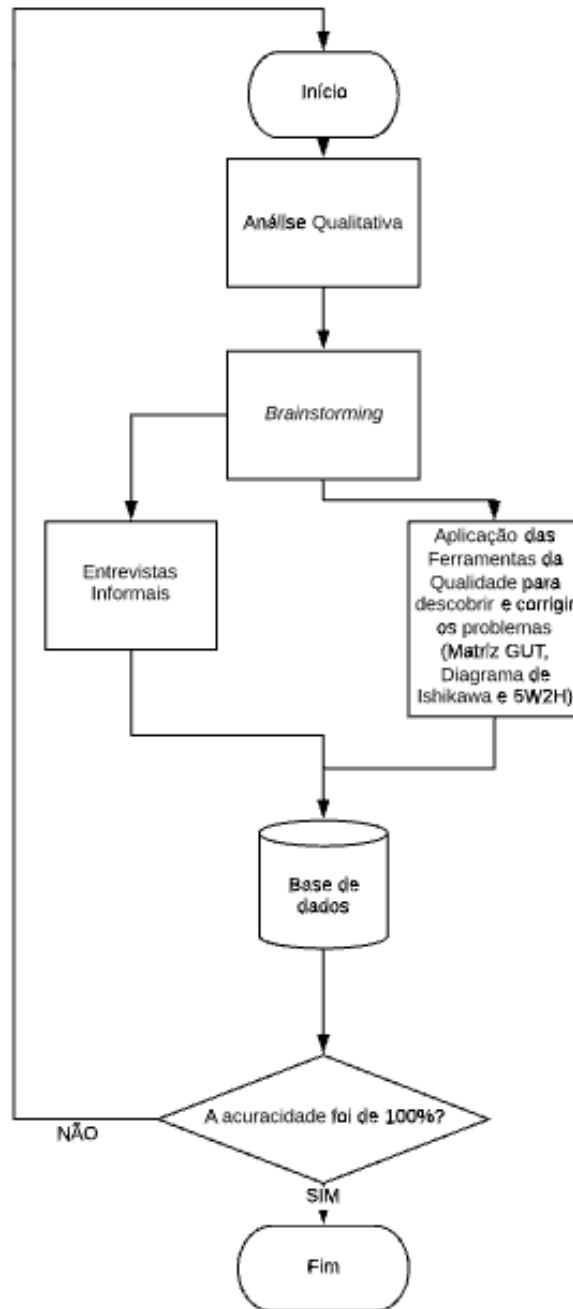 Início
Análse Qualitativa
Brainstorming
Entrevistas
Informais
Aplicação das
Ferramentas da
Qualidade para
descobrir e corrigir
os problemas
(Matriz GUT,
Diagrama de
Ishikawa e 5W2H)
Base de
dados
A acuracidade foi de 100%?
NÃO
SIM
Fim